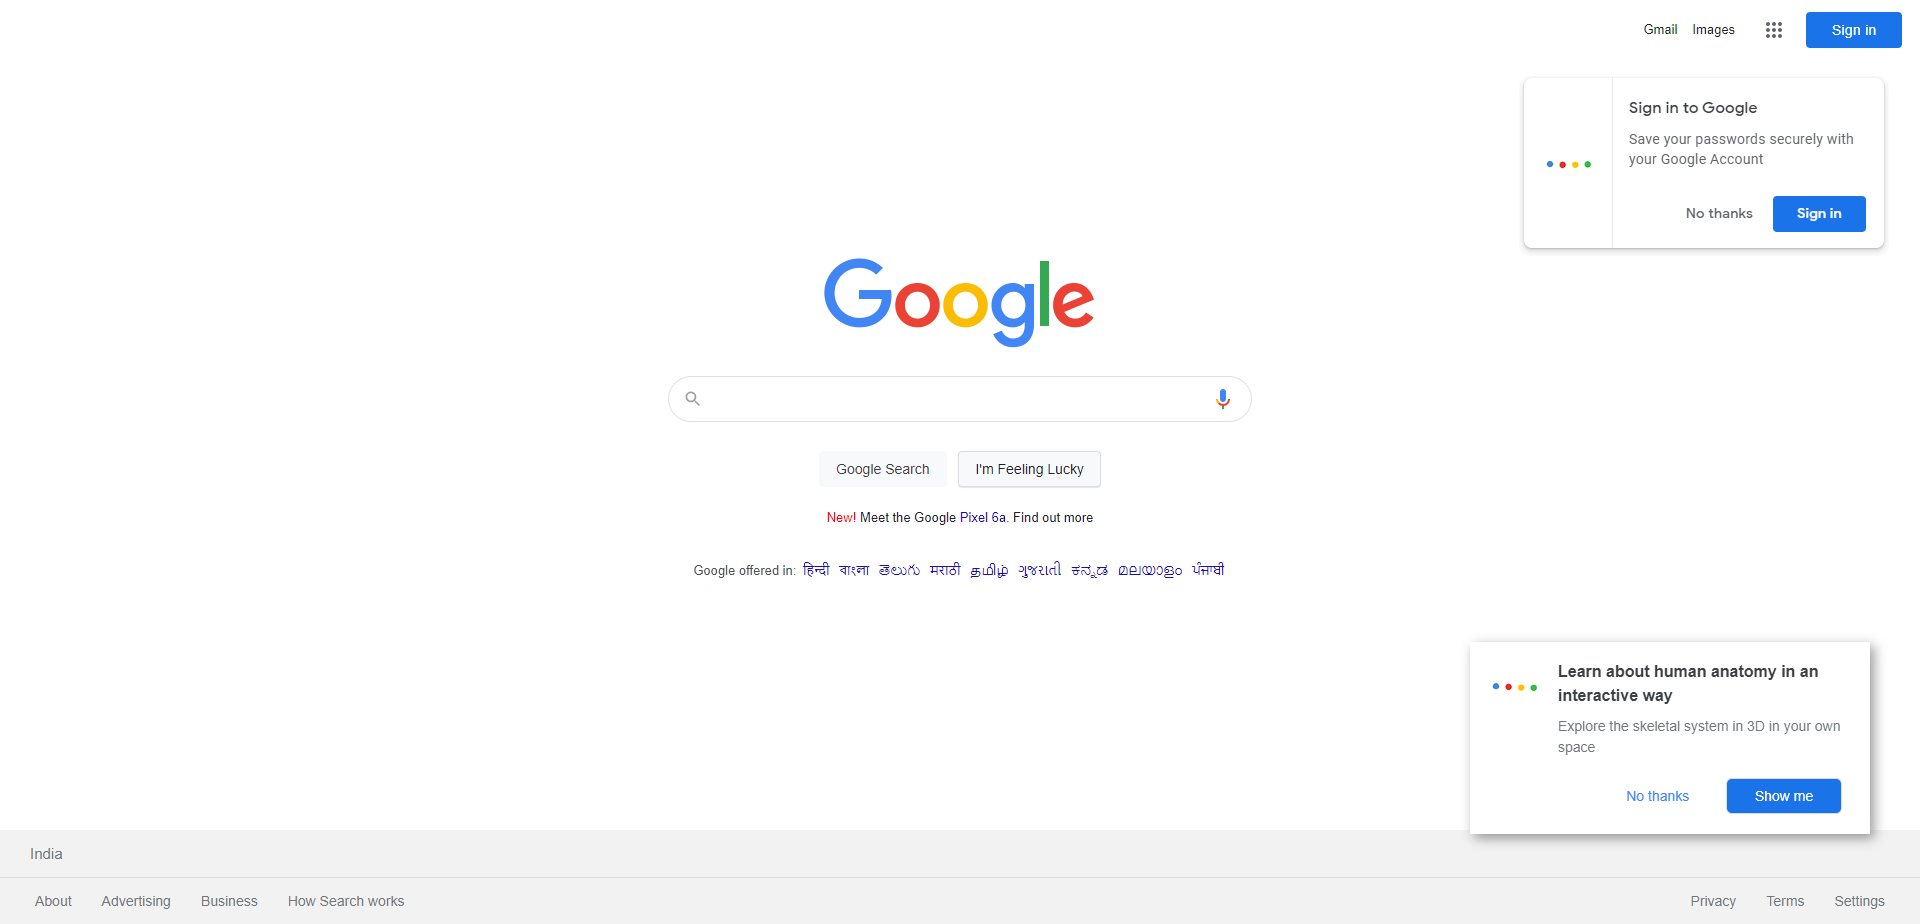 Gmail Images Sign in
Sign in to Google
Save your passwords securely with
your Google Account
No thanks Sign in
Google
Google Search I'm Feeling Lucky
New! Meet the Google Pixel 6a. Find out more
Google offered in: हिन्दी বাংলা తెలుగు मराठी தமிழ் ગુજરાતી ಕನ್ನಡ മലയാളം ਪੰਜਾਬੀ
Learn about human anatomy in an
interactive way
Explore the skeletal system in 3D in your own
space
No thanks Show me
India
About Advertising Business How Search works Privacy Terms Settings